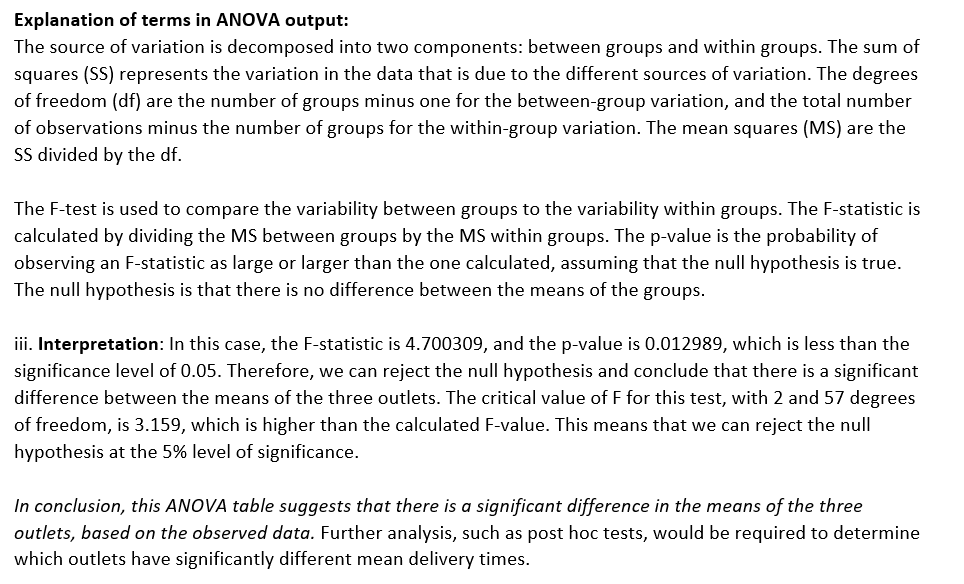 Explanation of terms in ANOVA output:
The source of variation is decomposed into two components: between groups and within groups. The sum of
squares (SS) represents the variation in the data that is due to the different sources of variation. The degrees
of freedom (df) are the number of groups minus one for the between-group variation, and the total number
of observations minus the number of groups for the within-group variation. The mean squares (MS) are the
SS divided by the df.
The F-test is used to compare the variability between groups to the variability within groups. The F-statistic is
calculated by dividing the MS between groups by the MS within groups. The p-value is the probability of
observing an F-statistic as large or larger than the one calculated, assuming that the null hypothesis is true.
The null hypothesis is that there is no difference between the means of the groups.
iii. Interpretation: In this case, the F-statistic is 4.700309, and the p-value is 0.012989, which is less than the
significance level of 0.05. Therefore, we can reject the null hypothesis and conclude that there is a significant
difference between the means of the three outlets. The critical value of F for this test, with 2 and 57 degrees
of freedom, is 3.159, which is higher than the calculated F-value. This means that we can reject the null
hypothesis at the 5% level of significance.
In conclusion, this ANOVA table suggests that there is a significant difference in the means of the three
outlets, based on the observed data. Further analysis, such as post hoc tests, would be required to determine
which outlets have significantly different mean delivery times.